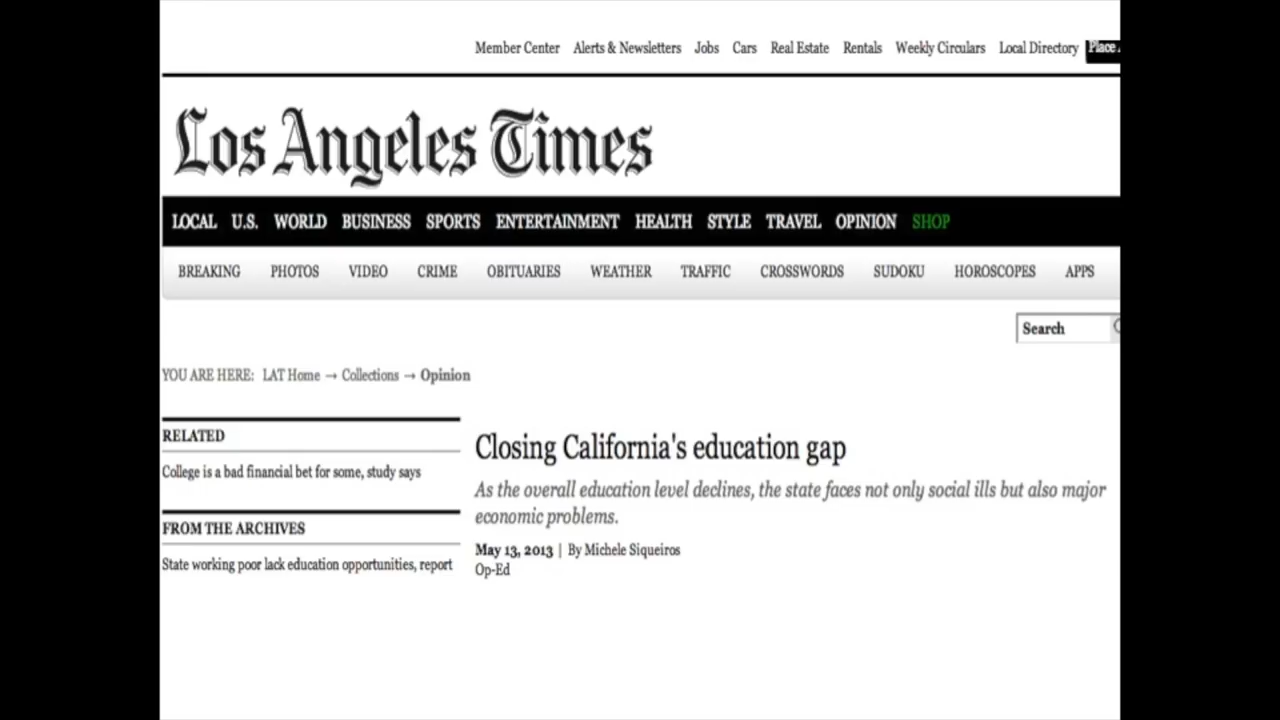 Member Center Alerts & Newsletters Jobs Cars Real Estate Rentals Weekly Circulars Local Directory Place
Los Angeles Times
LOCAL U.S. WORLD BUSINESS SPORTS ENTERTAINMENT HEALTH STYLE TRAVEL OPINION SHOP
BREAKING PHOTOS VIDEO CRIME OBITUARIES WEATHER TRAFFIC CROSSWORDS SUDOKU HOROSCOPES APPS
Search
YOU ARE HERE: LAT Home → Collections → Opinion
RELATED
College is a bad financial bet for some, study says
FROM THE ARCHIVES
State working poor lack education opportunities, report
Closing California's education gap
As the overall education level declines, the state faces not only social ills but also major
economic problems.
May 13, 2013 | By Michele Siqueiros
Op-Ed